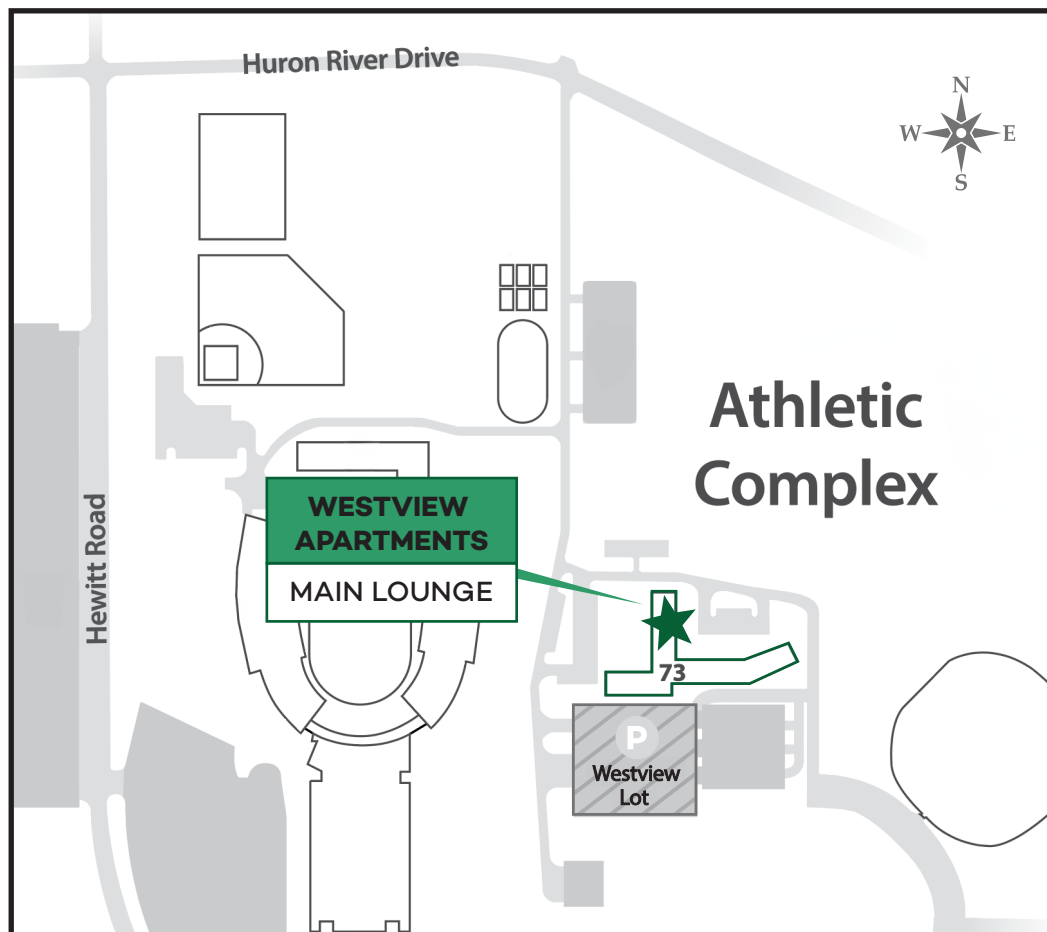 Huron River Drive
N
W E
S
Athletic
Complex
Hewitt Road
WESTVIEW
APARTMENTS
MAIN LOUNGE
73
P
Westview
Lot